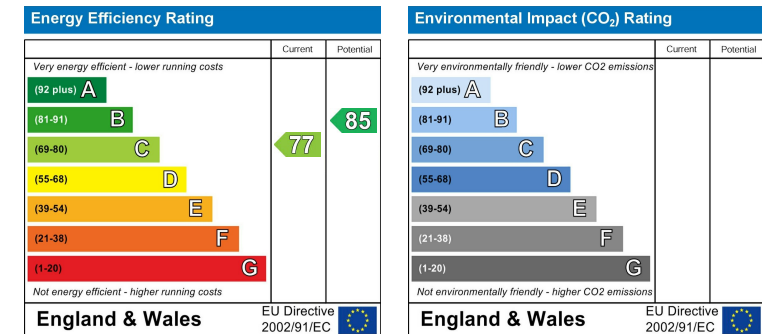 Energy Efficiency Rating
Current Potential
Very energy efficient - lower running costs
(92 plus) A
(81-91) B
85
(69-80) C
77
(55-68) D
(39-54) E
(21-38) F
(1-20) G
Not energy efficient - higher running costs
England & Wales
EU Directive
2002/91/EC
Environmental Impact (CO₂) Rating
Current Potential
Very environmentally friendly - lower CO2 emissions
(92 plus) A
(81-91) B
(69-80) C
(55-68) D
(39-54) E
(21-38) F
(1-20) G
Not environmentally friendly - higher CO2 emissions
England & Wales
EU Directive
2002/91/EC